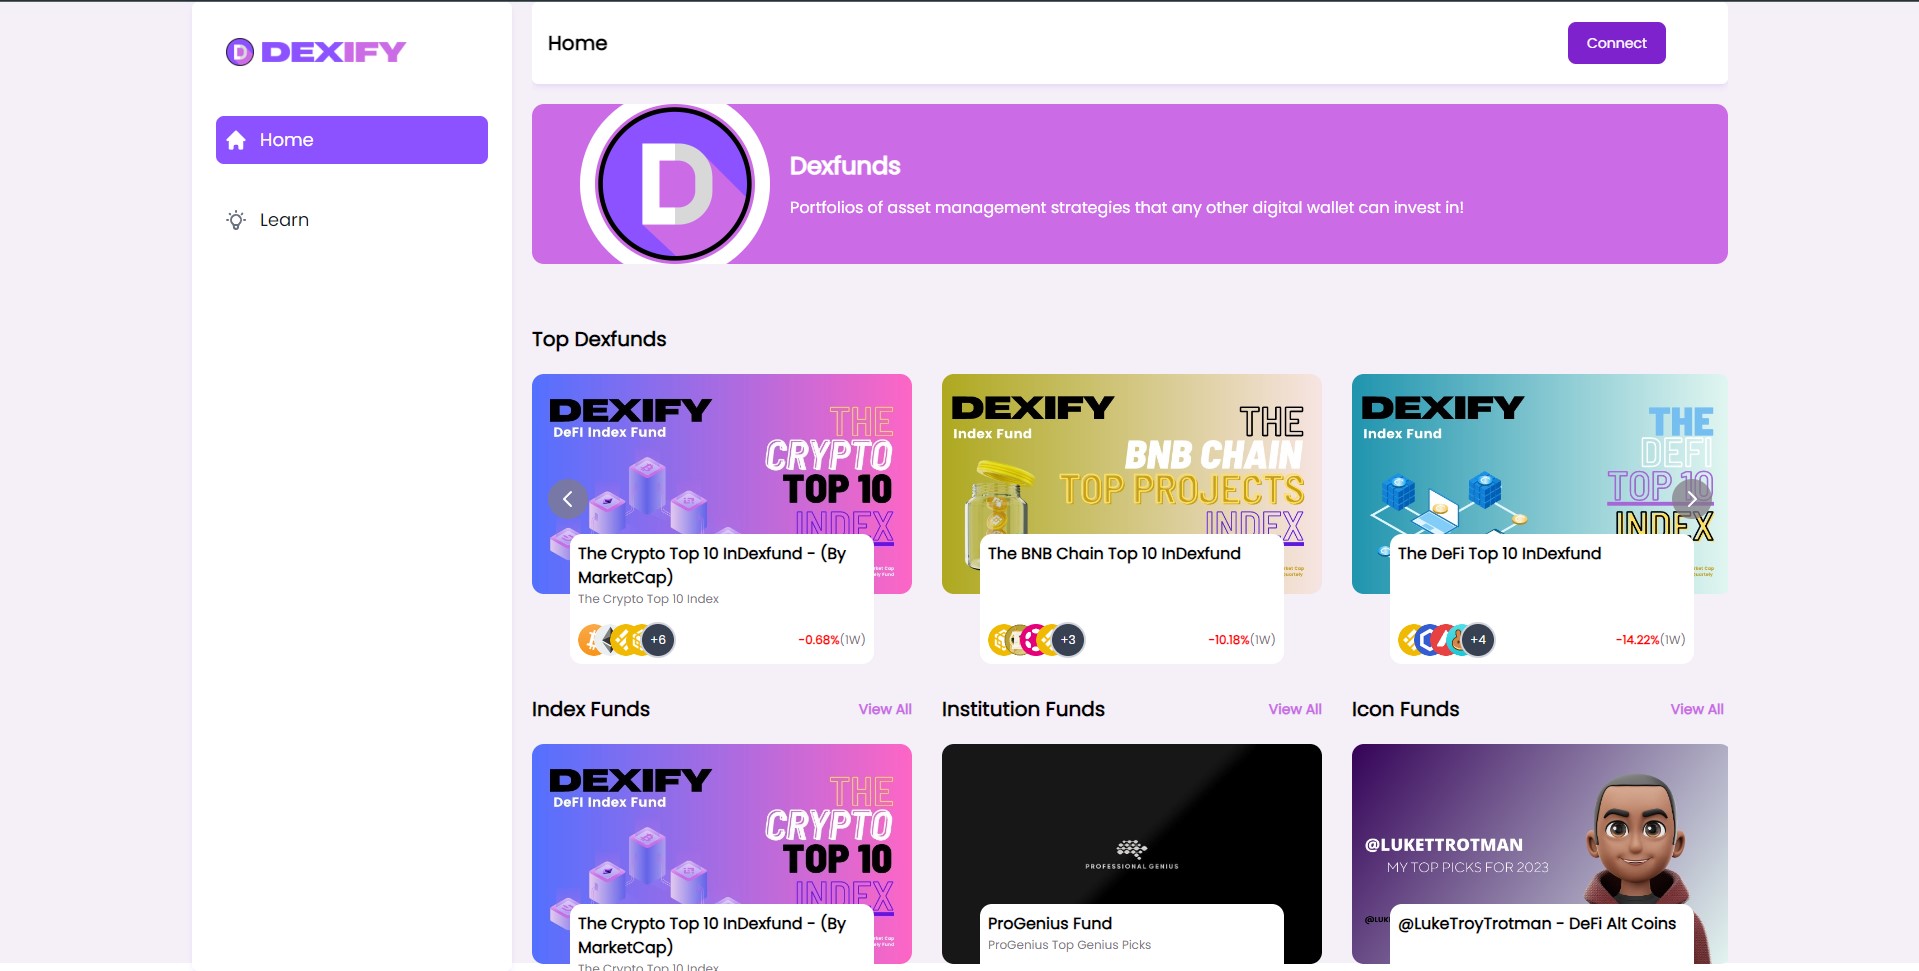 DEXIFY
Home
Connect
Home
Learn
Dexfunds
Portfolios of asset management strategies that any other digital wallet can invest in!
Top Dexfunds
DEXIFY
DeFI Index Fund
THE
CRYPTO
TOP 10
INDEX
The Crypto Top 10 InDexfund - (By
MarketCap)
The Crypto Top 10 Index
+6
-0.68%(1W)
DEXIFY
Index Fund
THE
BNB CHAIN
TOP PROJECTS
INDEX
The BNB Chain Top 10 InDexfund
+3
-10.18%(1W)
DEXIFY
Index Fund
THE
DEFI
TOP 10
INDEX
The DeFi Top 10 InDexfund
+4
-14.22%(1W)
Index Funds
View All
Institution Funds
View All
Icon Funds
View All
DEXIFY
DeFI Index Fund
THE
CRYPTO
TOP 10
INDEX
The Crypto Top 10 InDexfund - (By
MarketCap)
The Crypto Top 10 Index
PROFESSIONAL GENIUS
ProGenius Fund
ProGenius Top Genius Picks
@LUKETTROTMAN
MY TOP PICKS FOR 2023
@LukeTroyTrotman - DeFi Alt Coins